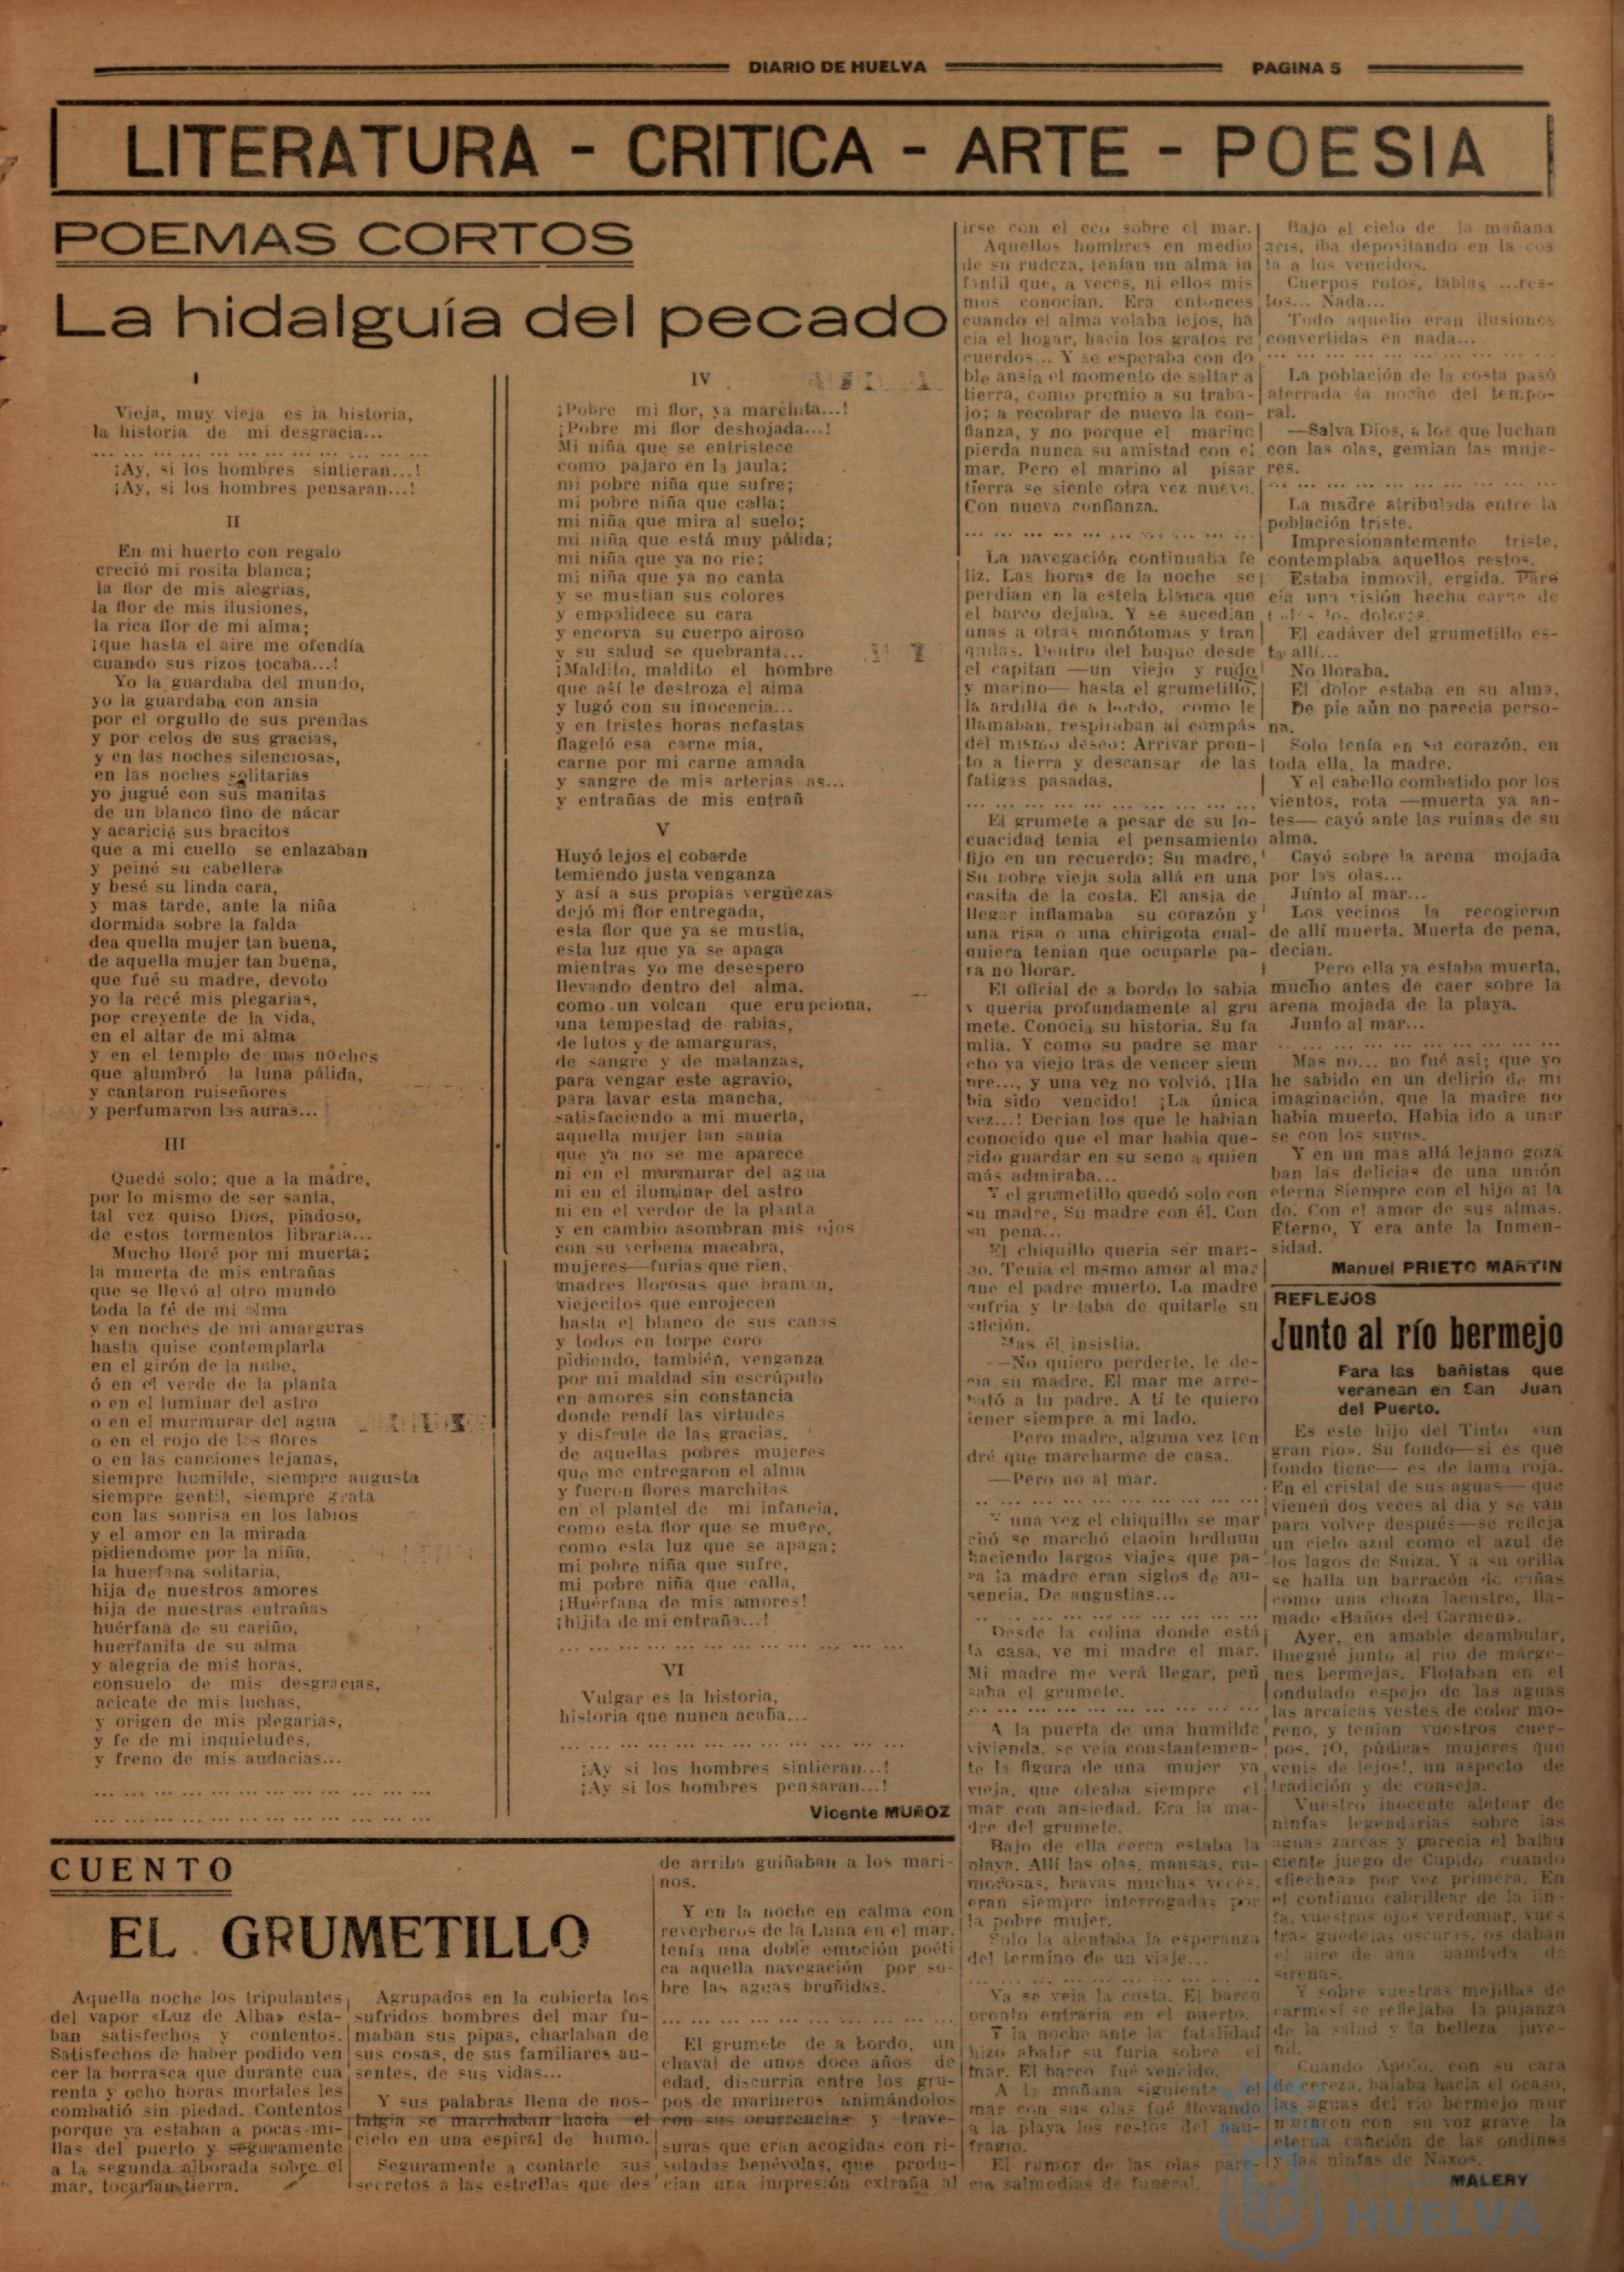 DIARIO DE HUELVA
PAGINA 5
LITERATURA - CRITICA - ARTE - POESIA
POEMAS CORTOS
La hidalguía del pecado
I
Vieja, muy vieja es la historia,
la historia de mi desgracia...
... ... ... ... ... ... ... ... ... ... ...
¡Ay, si los hombres sintieran...!
¡Ay, si los hombres pensaran...!
II
En mi huerto con regalo
creció mi rosita blanca;
la flor de mis alegrias,
la flor de mis ilusiones,
la rica flor de mi alma;
¡que hasta el aire me ofendía
cuando sus rizos tocaba...!
Yo la guardaba del mundo,
yo la guardaba con ansia
por el orgullo de sus prendas
y por celos de sus gracias,
y en las noches silenciosas,
en las noches solitarias
yo jugué con sus manitas
de un blanco fino de nácar
y acaricié sus bracitos
que a mi cuello se enlazaban
y peiné su cabellera
y besé su linda cara,
y mas tarde, ante la niña
dormida sobre la falda
dea quella mujer tan buena,
de aquella mujer tan buena,
que fué su madre, devoto
yo la recé mis plegarias,
por creyente de la vida,
en el altar de mi alma
y en el templo de mis noches
que alumbró la luna pálida,
y cantaron ruiseñores
y perfumaron las auras...
III
Quedé solo; que a la madre,
por lo mismo de ser santa,
tal vez quiso Dios, piadoso,
de estos tormentos libraria...
Mucho lloré por mi muerta;
la muerta de mis entrañas
que se llevó al otro mundo
toda la fé de mi alma
y en noches de mi amarguras
hasta quise contemplarla
en el girón de la nube,
ó en el verde de la planta
o en el luminar del astro
o en el murmurar del agua
o en el rojo de las flores
o en las canciones lejanas,
siempre humilde, siempre augusta
siempre gentil, siempre grata
con las sonrisa en los labios
y el amor en la mirada
pidiendome por la niña,
la huerfana solitaria,
hija de nuestros amores
hija de nuestras entrañas
huérfana de su cariño,
huerfanita de su alma
y alegria de mis horas,
consuelo de mis desgracias,
acicate de mis luchas,
y origen de mis plegarias,
y fe de mi inquietudes,
y freno de mis audacias...
... ... ... ... ... ... ... ... ... ... ...
... ... ... ... ... ... ... ... ... ... ...
IV
¡Pobre mi flor, ya marchita...!
¡Pobre mi flor deshojada...!
Mi niña que se entristece
como pajaro en la jaula;
mi pobre niña que sufre;
mi pobre niña que calla;
mi niña que mira al suelo;
mi niña que está muy pálida;
mi niña que ya no rie;
mi niña que ya no canta
y se mustian sus colores
y empalidece su cara
y encorva su cuerpo airoso
y su salud se quebranta...
¡Maldito, maldito el hombre
que así le destroza el alma
y lugó con su inocencia...
y en tristes horas nefastas
flageló esa carne mia,
carne por mi carne amada
y sangre de mis arterias as...
y entrañas de mis entrañ
V
Huyó lejos el cobarde
temiendo justa venganza
y así a sus propias vergüezas
dejó mi flor entregada,
esta flor que ya se mustia,
esta luz que ya se apaga
mientras yo me desespero
llevando dentro del alma,
como un volcan que erupciona,
una tempestad de rabias,
de lutos y de amarguras,
de sangre y de matanzas,
para vengar este agravio,
para lavar esta mancha,
satisfaciendo a mi muerta,
aquella mujer tan santa
que ya no se me aparece
ni en el murmurar del agua
ni en el iluminar del astro
ni en el verdor de la planta
y en cambio asombran mis ojos
con su verbena macabra,
mujeres—furias que rien,
madres llorosas que braman,
viejecitos que enrojecen
hasta el blanco de sus canas
y todos en torpe coro
pidiendo, también, venganza
por mi maldad sin escrúpulo
en amores sin constancia
donde rendí las virtudes
y disfruté de las gracias,
de aquellas pobres mujeres
que me entregaron el alma
y fueron flores marchitas
en el plantel de mi infancia,
como esta flor que se muere,
como esta luz que se apaga;
mi pobre niña que sufre,
mi pobre niña que calla,
¡Huérfana de mis amores!
¡hijita de mi entraña...!
... ... ... ... ... ... ... ... ... ... ...
VI
Vulgar es la historia,
historia que nunca acaba...
... ... ... ... ... ... ... ... ... ... ...
¡Ay si los hombres sintieran...!
¡Ay si los hombres pensaran...!
Vicente MUÑOZ
CUENTO
EL GRUMETILLO
Aquella noche los tripulantes
del vapor «Luz de Alba» esta-
ban satisfechos y contentos.
Satisfechos de haber podido ven
cer la borrasca que durante cua
renta y ocho horas mortales les
combatió sin piedad. Contentos
porque ya estaban a pocas mi-
llas del puerto y seguramente
a la segunda alborada sobre el
mar, tocarían tierra.
Agrupados en la cubierta los
sufridos hombres del mar fu-
maban sus pipas, charlaban de
sus cosas, de sus familiares au-
sentes, de sus vidas...
Y sus palabras llena de nos-
talgia se marchaban hacia el
cielo en una espiral de humo.
Seguramente a contarle sus
secretos a las estrellas que des
de arriba guiñaban a los mari-
nos.
Y en la noche en calma con
reverberos de la Luna en el mar.
tenía una doble emoción poéti
ca aquella navegación por so-
bre las aguas bruñidas.
... ... ... ... ... ... ... ... ... ...
El grumete de a bordo, un
chaval de unos doce años de
edad, discurria entre los gru-
pos de marineros animándolos
con sus ocurrencias y trave-
suras que eran acogidas con ri-
sotadas benévolas, que produ-
cian una impresión extraña al
irse con el eco sobre el mar.
Aquellos hombres en medio
de su rudeza, tenían un alma in
fantil que, a veces, ni ellos mis
mos conocian. Era entonces
cuando el alma volaba lejos, ha
cia el hogar, hacia los gratos re
cuerdos... Y se esperaba con do
ble ansia el momento de saltar a
tierra, como premio a su traba-
jo; a recobrar de nuevo la con-
fianza, y no porque el marino
pierda nunca su amistad con el
mar. Pero el marino al pisar
tierra se siente otra vez nuevo.
Con nueva confianza.
... ... ... ... ... ... ... ... ... ...
La navegación continuaba fe
liz. Las horas de la noche se
perdian en la estela blanca que
el barco dejaba. Y se sucedian
unas a otras monótomas y tran
quilas. Dentro del buque desde
el capitan —un viejo y rudo
y marino— hasta el grumetillo,
la ardilla de a bordo, como le
llamaban, respiraban al compás
del mismo deseo: Arrivar pron-
to a tierra y descansar de las
fatigas pasadas.
... ... ... ... ... ... ... ... ... ...
El grumete a pesar de su lo-
cuacidad tenia el pensamiento
fijo en un recuerdo: Su madre,
Su pobre vieja sola allá en una
casita de la costa. El ansia de
llegar inflamaba su corazón y
una risa o una chirigota cual-
quiera tenian que ocuparle pa-
ra no llorar.
El oficial de a bordo lo sabia
y queria profundamente al gru
mete. Conocia su historia. Su fa
milia. Y como su padre se mar
cho ya viejo tras de vencer siem
pre..., y una vez no volvió. ¡Ha
bia sido vencido! ¡La única
vez...! Decian los que le habian
conocido que el mar habia que-
rido guardar en su seno a quien
más admiraba...
Y el grumetillo quedó solo con
su madre, Su madre con él. Con
su pena...
El chiquillo queria ser mari-
no. Tenia el mismo amor al mar
que el padre muerto. La madre
sufria y trataba de quitarle su
afición.
Mas él insistia.
—No quiero perderte, le de-
cia su madre. El mar me arre-
bató a tu padre. A ti te quiero
tener siempre a mi lado.
Pero madre, alguna vez ten
dré que marcharme de casa.
—Pero no al mar.
... ... ... ... ... ... ... ... ... ...
Y una vez el chiquillo se mar
chó se marchó etaoin hrdluuu
haciendo largos viajes que pa-
ra la madre eran siglos de au-
sencia. De angustias...
... ... ... ... ... ... ... ... ... ...
Desde la colina donde está
la casa, ve mi madre el mar.
Mi madre me verá llegar, pen
saba el grumete.
... ... ... ... ... ... ... ... ... ...
A la puerta de una humilde
vivienda, se veia constantemen-
te la figura de una mujer ya
vieja, que oteaba siempre el
mar con ansiedad. Era la ma-
dre del grumete.
Bajo de ella cerca estaba la
playa. Allí las olas, mansas, ru-
morosas, bravas muchas veces,
eran siempre interrogadas por
la pobre mujer.
Solo la alentaba la esperanza
del termino de un viaje...
... ... ... ... ... ... ... ... ... ...
Ya se veia la costa. El barco
pronto entraria en el puerto.
Y la noche ante la fatalidad
hizo abatir su furia sobre el
mar. El barco fué vencido.
A la mañana siguiente el
mar con sus olas fué llevando
a la playa los restos del nau-
fragio.
El rumor de las olas pare-
cia salmodias de funeral.
Bajo el cielo de la mañana
gris, iba depositando en la cos
ta a los vencidos.
Cuerpos rotos, tablas ...res-
tos... Nada...
Todo aquello eran ilusiones
convertidas en nada...
... ... ... ... ... ... ... ... ... ...
La población de la costa pasó
aterrada la noche del tempo-
ral.
—Salva Dios, a los que luchan
con las olas, gemian las muje-
res.
... ... ... ... ... ... ... ... ... ...
La madre atribulada entre la
población triste.
Impresionantemente triste,
contemplaba aquellos restos.
Estaba inmovil, ergida. Pare
cia una visión hecha carne de
dolores.
El cadáver del grumetillo es-
ta allí...
No lloraba.
El dolor estaba en su alma,
De pie aún no parecia perso-
na.
Solo tenía en su corazón, en
toda ella, la madre.
Y el cabello combatido por los
vientos, rota —muerta ya an-
tes— cayó ante las ruinas de su
alma.
Cayó sobre la arena mojada
por las olas...
Junto al mar...
Los vecinos la recogieron
de allí muerta. Muerta de pena,
decian.
Pero ella ya estaba muerta,
mucho antes de caer sobre la
arena mojada de la playa.
Junto al mar...
... ... ... ... ... ... ... ... ... ...
Mas no... no fué asi; que yo
he sabido en un delirio de mi
imaginación, que la madre no
habia muerto. Habia ido a unir
se con los suyos.
Y en un mas allá lejano goza
ban las delicias de una unión
eterna Siempre con el hijo al la
do. Con el amor de sus almas.
Eterno, Y era ante la Inmen-
sidad.
Manuel PRIETO MARTIN
REFLEJOS
Junto al río bermejo
Para las bañistas que
veranean en San Juan
del Puerto.
Es este hijo del Tinto «un
gran rio». Su fondo—si es que
fondo tiene— es de lama roja.
En el cristal de sus aguas— que
vienen dos veces al dia y se van
para volver después—se refleja
un cielo azul como el azul de
los lagos de Suiza. Y a su orilla
se halla un barracón de cañas
como una choza lacustre, lla-
mado «Baños del Carmen».
Ayer, en amable deambular,
lluegué junto al rio de márge-
nes bermejas. Flotaban en el
ondulado espejo de las aguas
las arcaicas vestes de color mo-
reno, y tenian vuestros cuer-
pos, ¡O, púdicas mujeres que
venis de lejos!, un aspecto de
tradición y de conseja.
Vuestro inocente aletear de
ninfas legendarias sobre las
aguas zarcas y parecia el balbu
ciente juego de Cupido cuando
«flechea» por vez primera. En
el continuo cabrillear de la lin-
fa, vuestros ojos verdemar, vues
tras guedejas oscuras, os daban
el aire de una bandada de
sirenas.
Y sobre vuestras mejillas de
carmesí se reflejaba la pujanza
de la salud y la belleza juve-
nil.
Cuando Apolo, con su cara
de cereza, bajaba hacia el ocaso,
las aguas del rio bermejo mur
muraron con su voz grave la
eterna canción de las ondinas
y las ninfas de Naxos.
MALERY
HUELVA